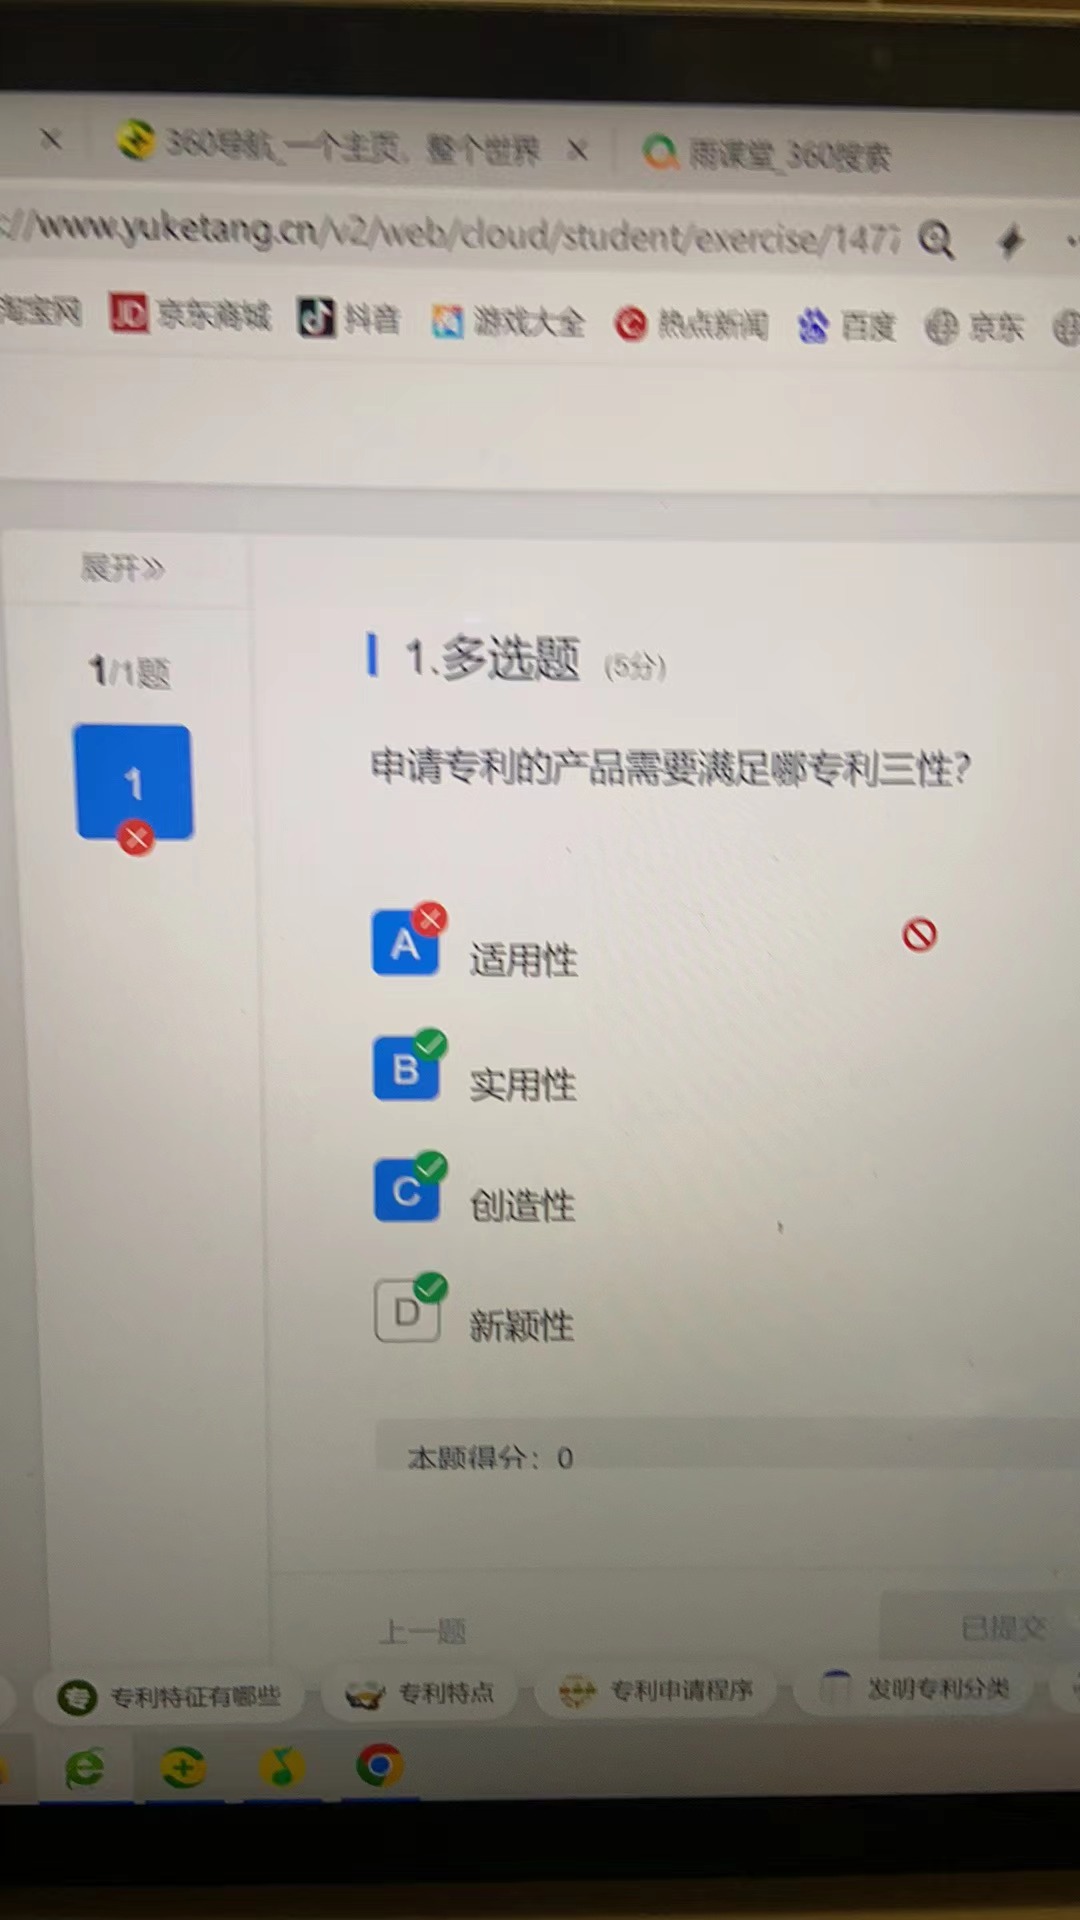 360导航_一个主页，整个世界
雨课堂_360搜索
://www.yuketang.cn/v2/web/cloud/student/exercise/1477
淘宝网 JD 京东商城 抖音 游戏大全 热点新闻 百度 京东
展开>>
1/1题
1
1.多选题 (5分)
申请专利的产品需要满足哪专利三性？
A 适用性
B 实用性
C 创造性
D 新颖性
本题得分：0
上一题
已提交
专利特征有哪些 专利特点 专利申请程序 发明专利分类